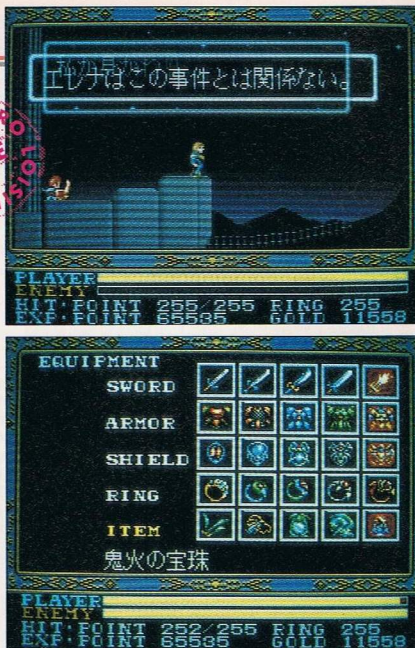 エレナはこの事件とは関係ない。
PLAYER
ENEMY
HIT:POINT 255/255 RING 255
EXP:POINT 65535 GOLD 11558
EQUIPMENT
SWORD
ARMOR
SHIELD
RING
ITEM
鬼火の宝珠
PLAYER
ENEMY
HIT:POINT 252/255 RING 255
EXP:POINT 65535 GOLD 11558